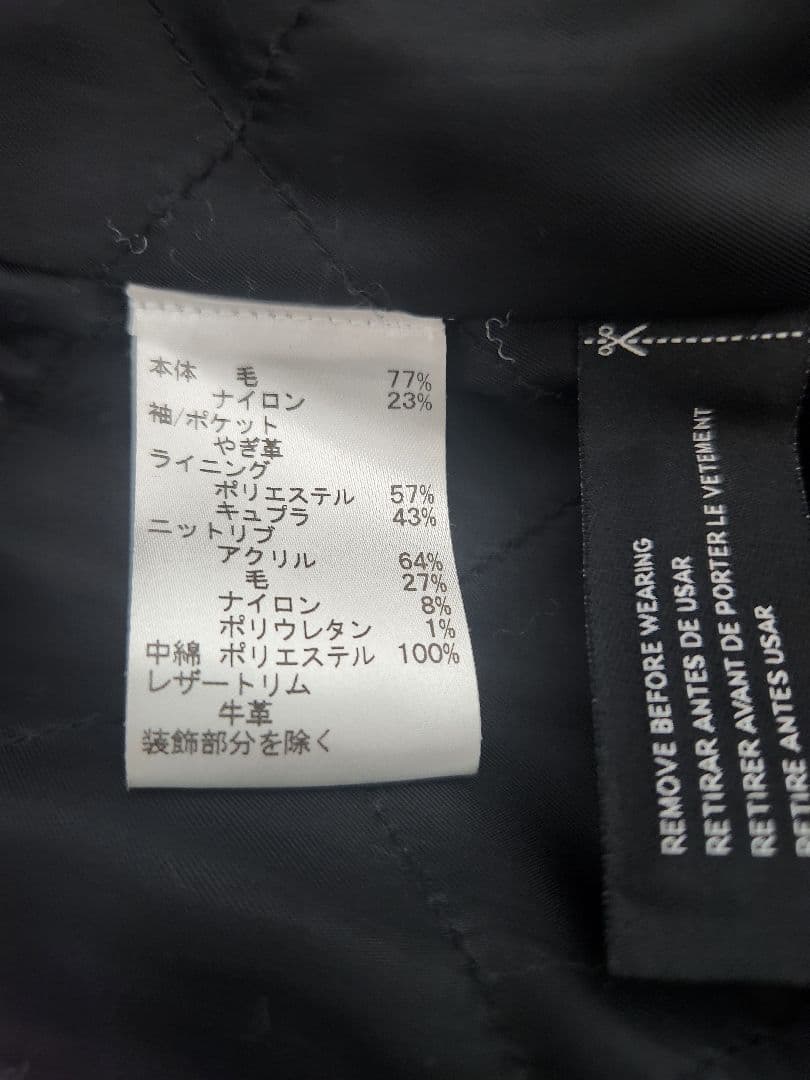 本体 毛 77%
ナイロン 23%
袖/ポケット
やぎ革
ライニング
ポリエステル 57%
キュプラ 43%
ニットリブ
アクリル 64%
毛 27%
ナイロン 8%
ポリウレタン 1%
中綿 ポリエステル 100%
レザートリム
牛革
装飾部分を除く
REMOVE BEFORE WEARING
RETIRAR ANTES DE USAR
RETIRER AVANT DE PORTER LE VETEMENT
RETIRE ANTES USAR